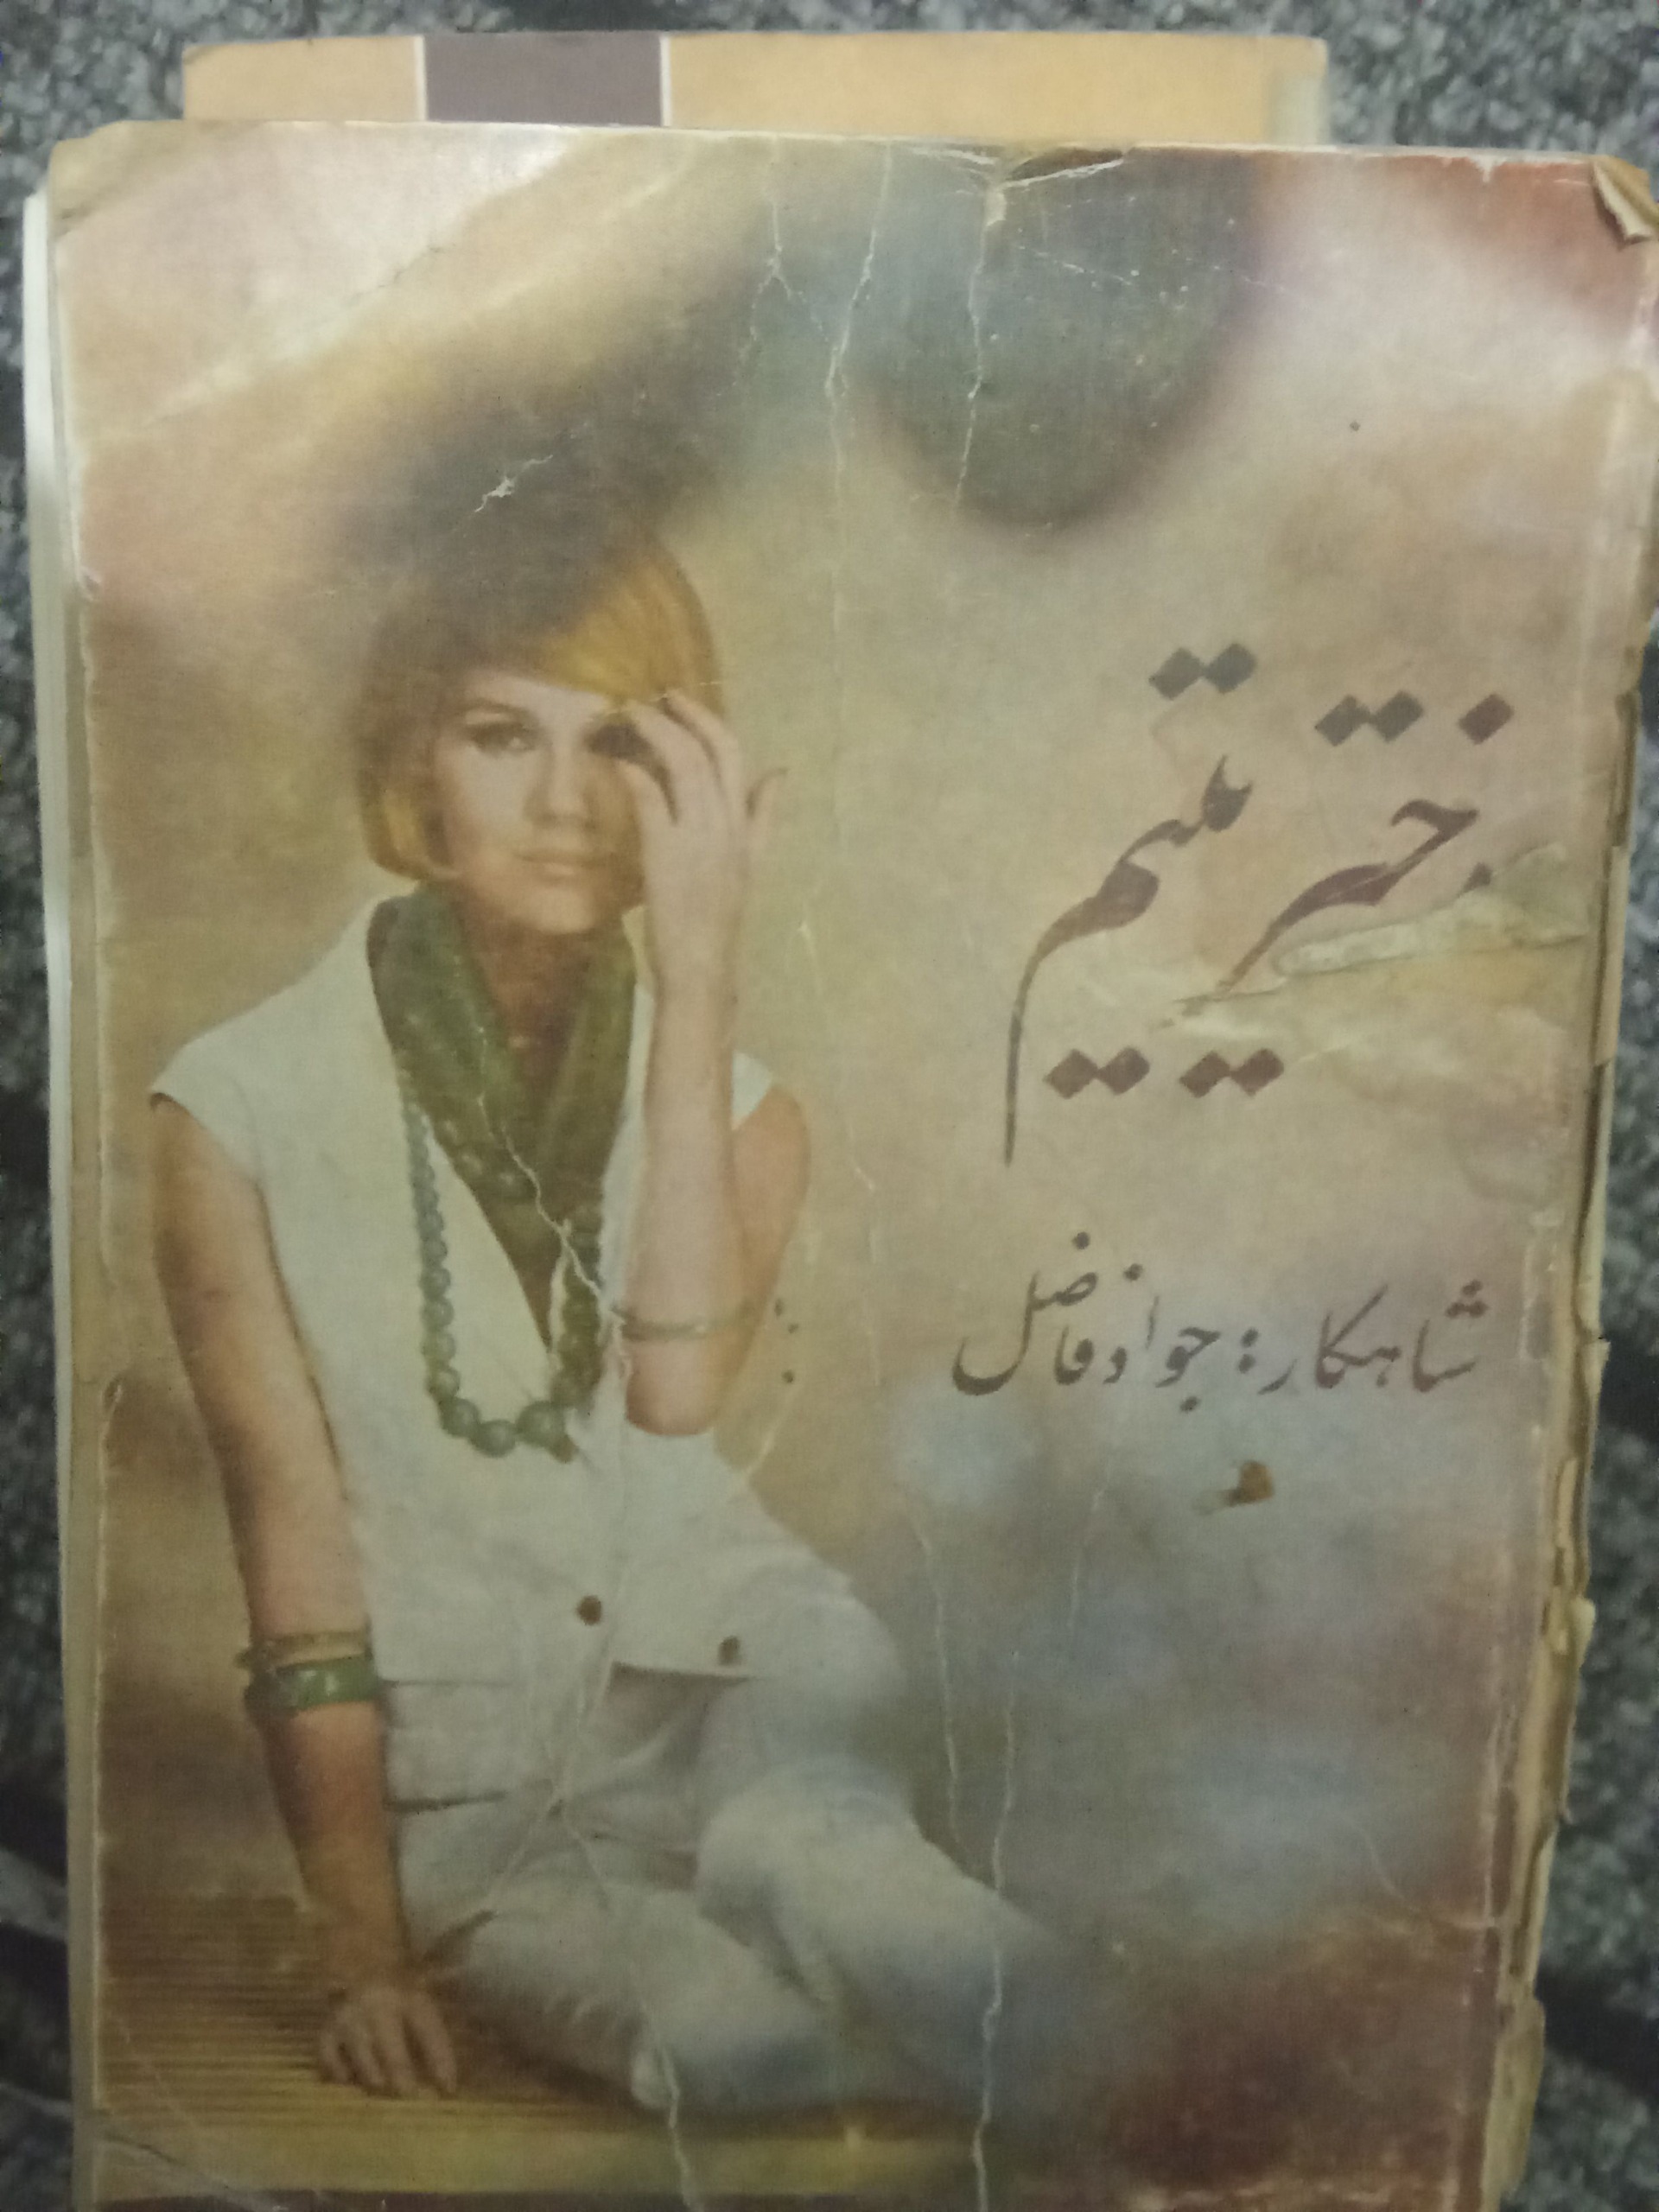 دختر یتیم
شاهکار: جواد فاضل